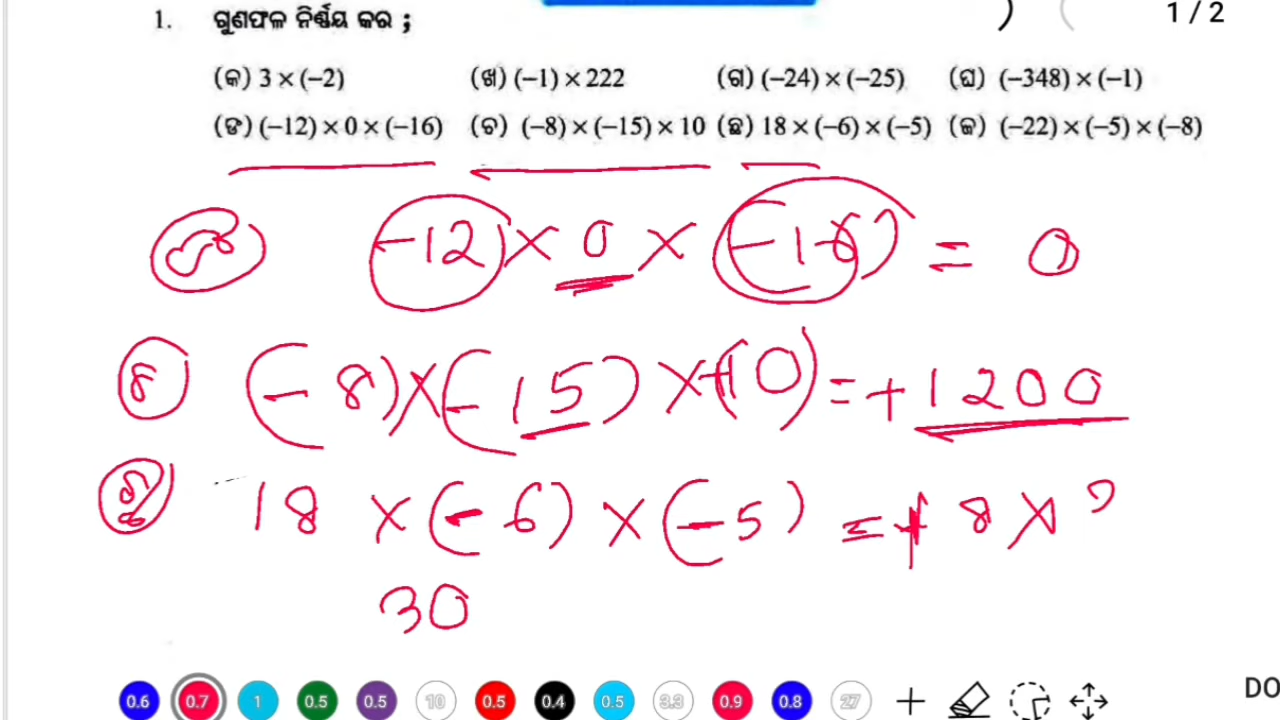 1 / 2
1. ଗୁଣଫଳ ନିର୍ଣ୍ଣୟ କର ;
(କ) 3 × (−2) (ଖ) (−1) × 222 (ଗ) (−24) × (−25) (ଘ) (−348) × (−1)
(ଙ) (−12) × 0 × (−16) (ଚ) (−8) × (−15) × 10 (ଛ) 18 × (−6) × (−5) (ଜ) (−22) × (−5) × (−8)
ଙ −12) × 0 × (−16) = 0
ଚ (−8) × (−15) × (+10) = +1200
ଛ 18 × (−6) × (−5) = +18 ×
30
0.6 0.7 1 0.5 0.5 10 0.5 0.4 0.5 3.3 0.9 0.8 27
DO